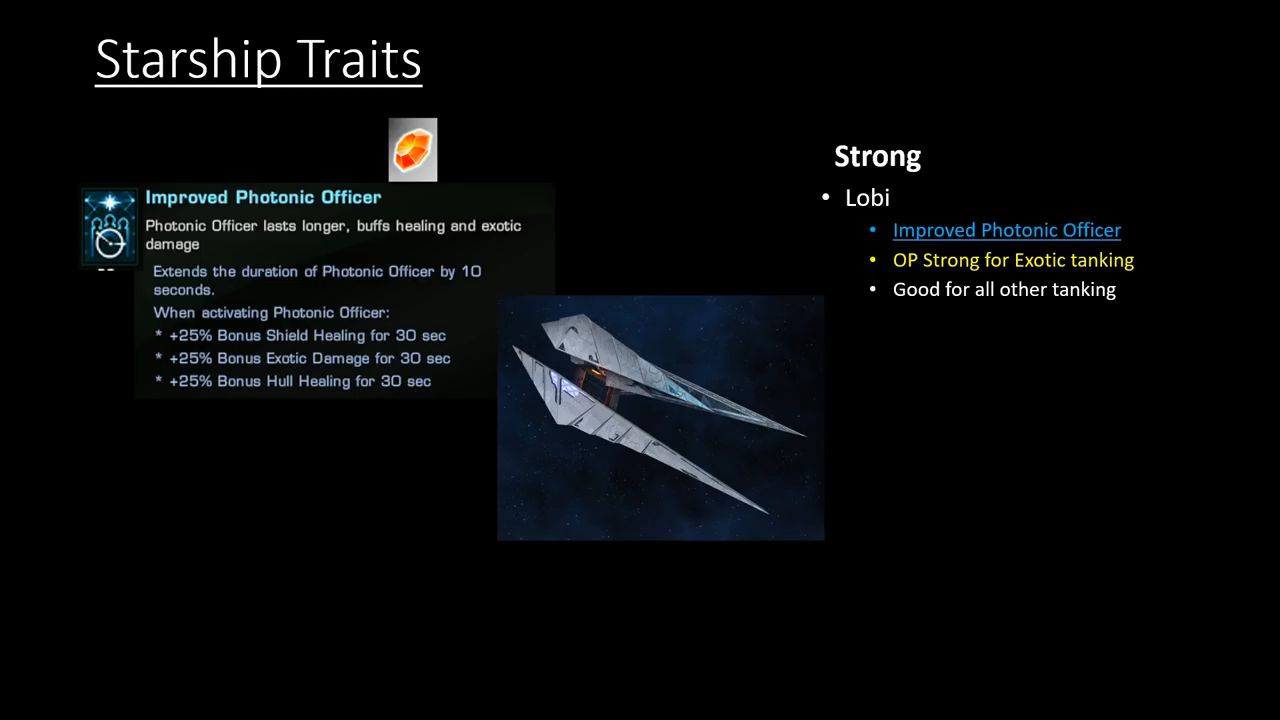 Starship Traits
Improved Photonic Officer
Photonic Officer lasts longer, buffs healing and exotic
damage
Extends the duration of Photonic Officer by 10
seconds.
When activating Photonic Officer:
* +25% Bonus Shield Healing for 30 sec
* +25% Bonus Exotic Damage for 30 sec
* +25% Bonus Hull Healing for 30 sec
Strong
• Lobi
• Improved Photonic Officer
• OP Strong for Exotic tanking
• Good for all other tanking